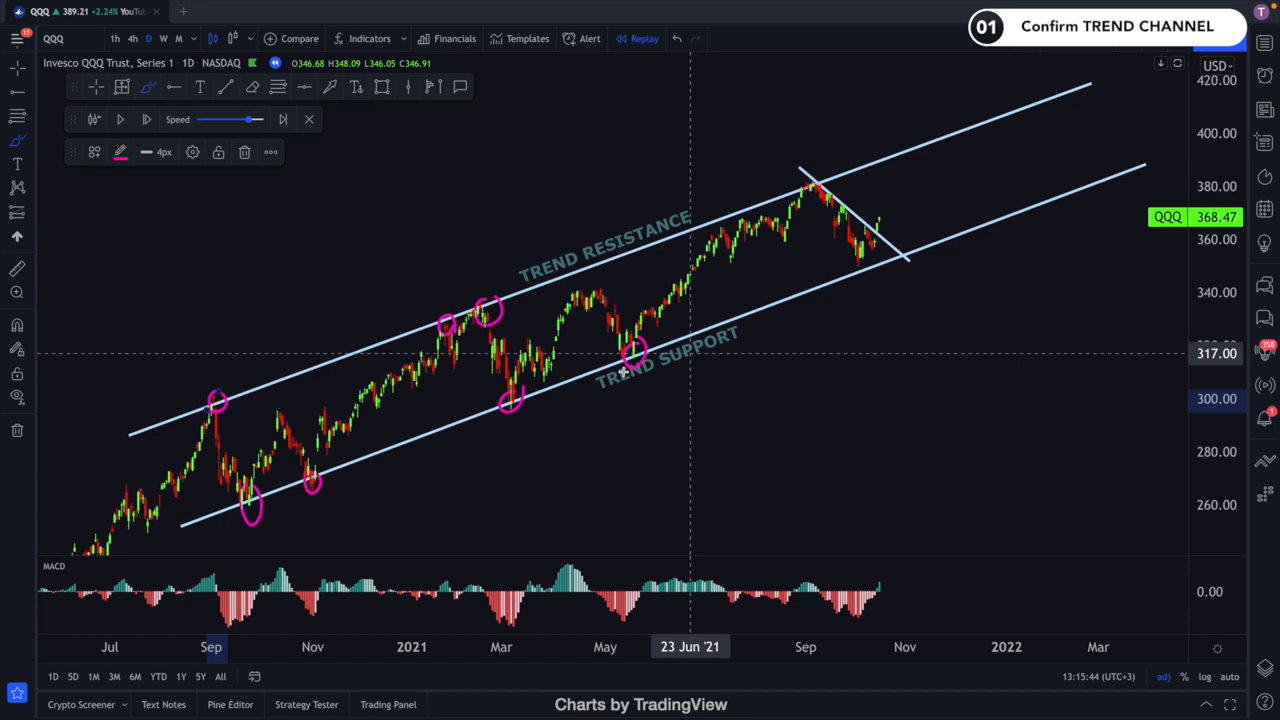 QQQ ▲ 389.21 +2.24% YouTub
01 Confirm TREND CHANNEL
T
11
QQQ 1h 4h D W M Compare Indicators Financials Templates Alert Replay
Invesco QQQ Trust, Series 1 · 1D · NASDAQ O346.68 H348.09 L346.05 C346.91
USD
420.00
Speed
400.00
4px
380.00
QQQ 368.47
TREND RESISTANCE
360.00
340.00
358
TREND SUPPORT
317.00
300.00
1
280.00
260.00
MACD
0.00
Jul Sep Nov 2021 Mar May 23 Jun '21 Sep Nov 2022 Mar
1D 5D 1M 3M 6M YTD 1Y 5Y All 13:15:44 (UTC+3) adj % log auto
Crypto Screener Text Notes Pine Editor Strategy Tester Trading Panel Charts by TradingView